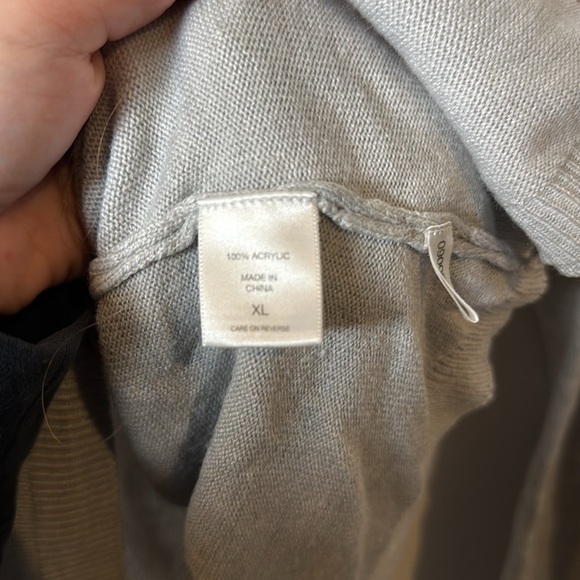 100% ACRYLIC
MADE IN
CHINA
XL
CARE ON REVERSE